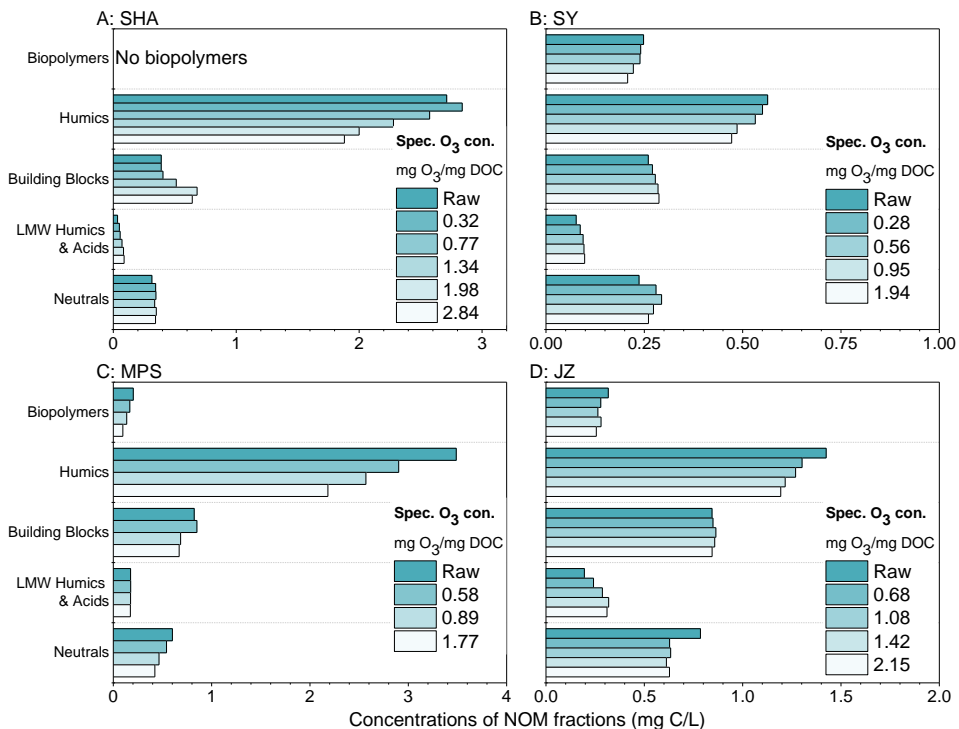 A: SHA
Biopolymers
No biopolymers
Humics
Building Blocks
LMW Humics
& Acids
Neutrals
Spec. O3 con.
mg O3/mg DOC
Raw
0.32
0.77
1.34
1.98
2.84
0 1 2 3
B: SY
Spec. O3 con.
mg O3/mg DOC
Raw
0.28
0.56
0.95
1.94
0.00 0.25 0.50 0.75 1.00
C: MPS
Biopolymers
Humics
Building Blocks
LMW Humics
& Acids
Neutrals
Spec. O3 con.
mg O3/mg DOC
Raw
0.58
0.89
1.77
0 1 2 3 4
D: JZ
Spec. O3 con.
mg O3/mg DOC
Raw
0.68
1.08
1.42
2.15
0.0 0.5 1.0 1.5 2.0
Concentrations of NOM fractions (mg C/L)